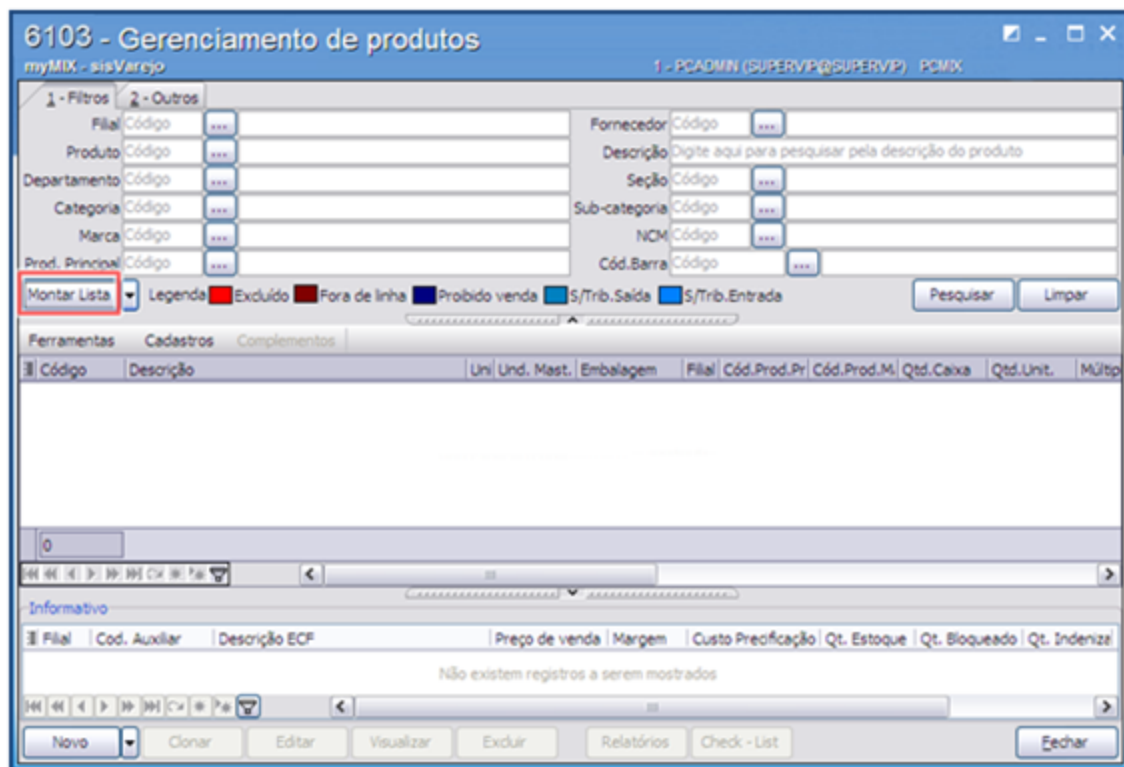 6103 - Gerenciamento de produtos
myMIX - sisVarejo 1 - PCADMIN (SUPERVIP@SUPERVIP) PCMIX
1 - Filtros 2 - Outros
Filial Código ... Fornecedor Código ...
Produto Código ... Descrição Digite aqui para pesquisar pela descrição do produto
Departamento Código ... Seção Código ...
Categoria Código ... Sub-categoria Código ...
Marca Código ... NCM Código ...
Prod. Principal Código ... Cód.Barra Código ...
Montar Lista Legenda Excluído Fora de linha Proibido venda S/Trib.Saída S/Trib.Entrada Pesquisar Limpar
Ferramentas Cadastros Complementos
Código Descrição Uni Und. Mast. Embalagem Filial Cód.Prod.Pr Cód.Prod.M. Qtd.Caixa Qtd.Unit. Múltip
0
Informativo
Filial Cod. Auxiliar Descrição ECF Preço de venda Margem Custo Precificação Qt. Estoque Qt. Bloqueado Qt. Indeniza
Não existem registros a serem mostrados
Novo Clonar Editar Visualizar Excluir Relatórios Check - List Fechar